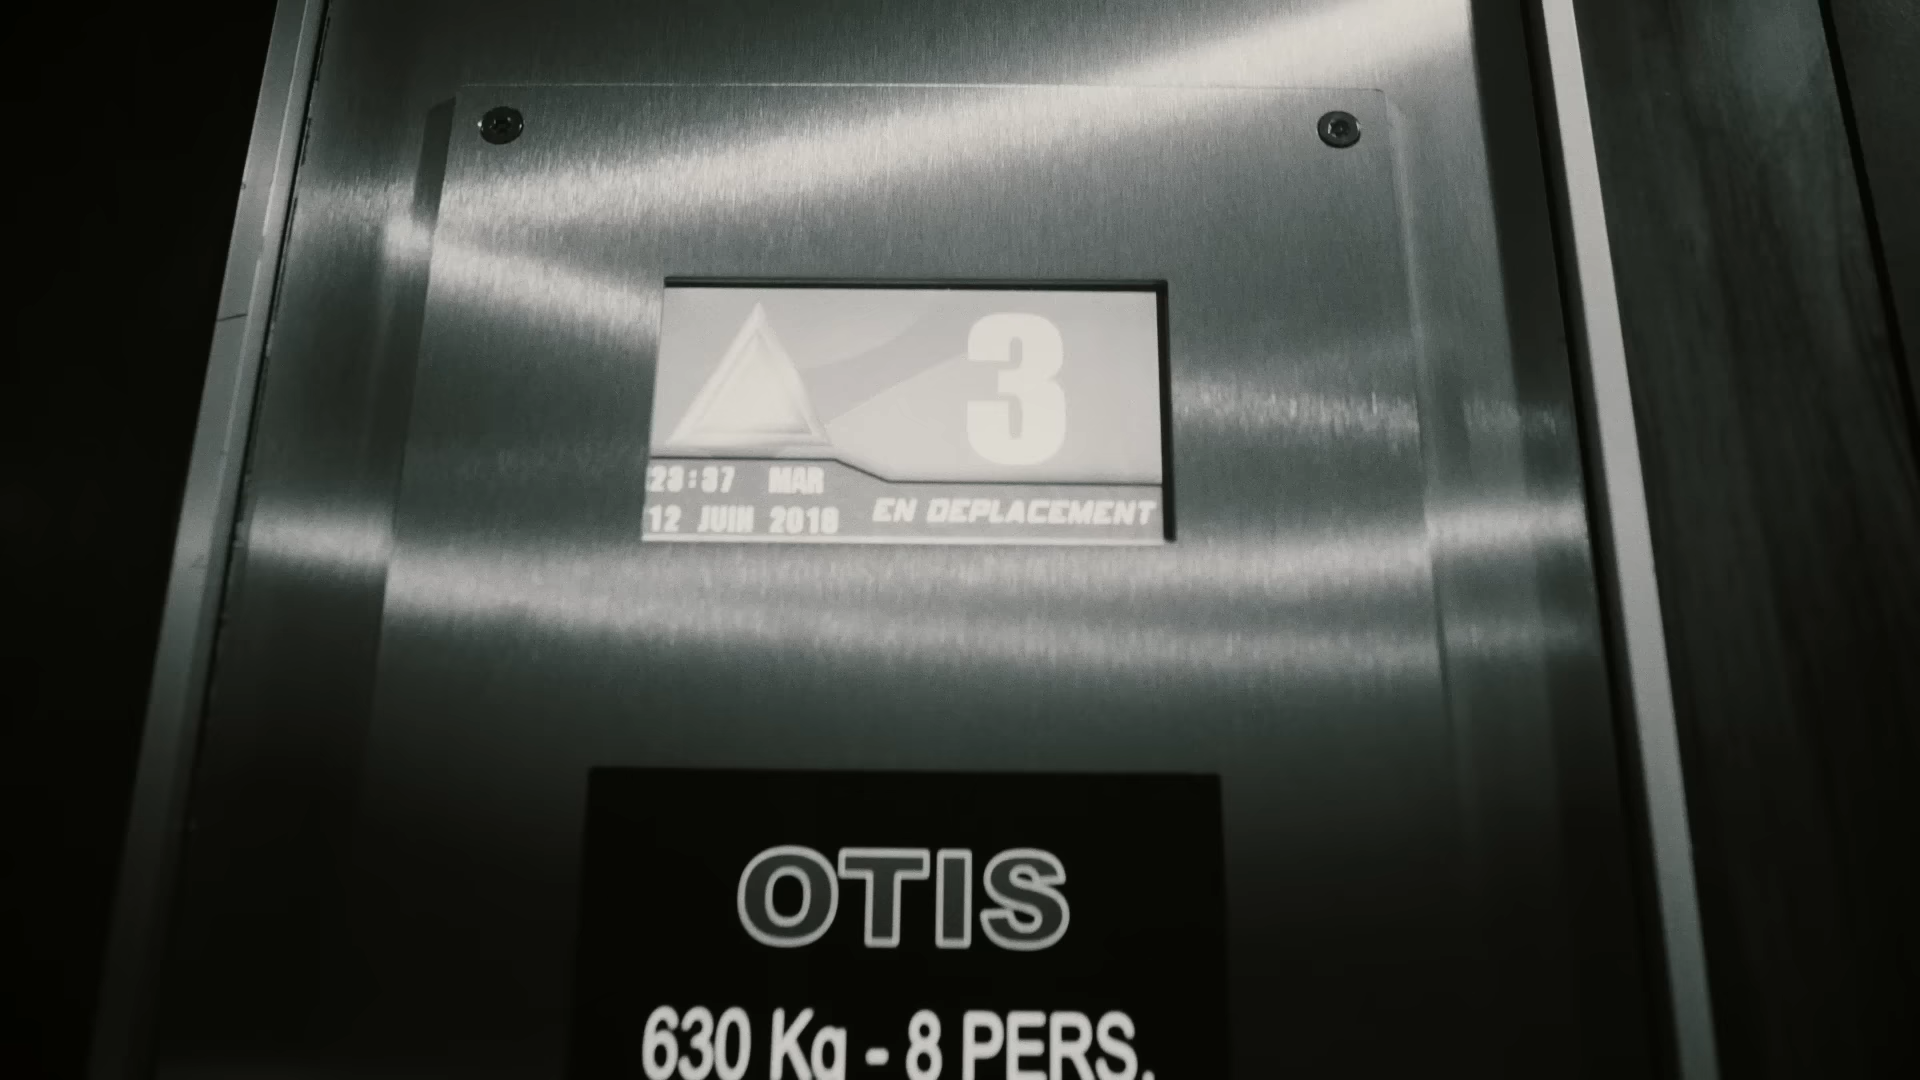 3
23:37 MAR
12 JUIN 2018
EN DEPLACEMENT
OTIS
630 Kg - 8 PERS.